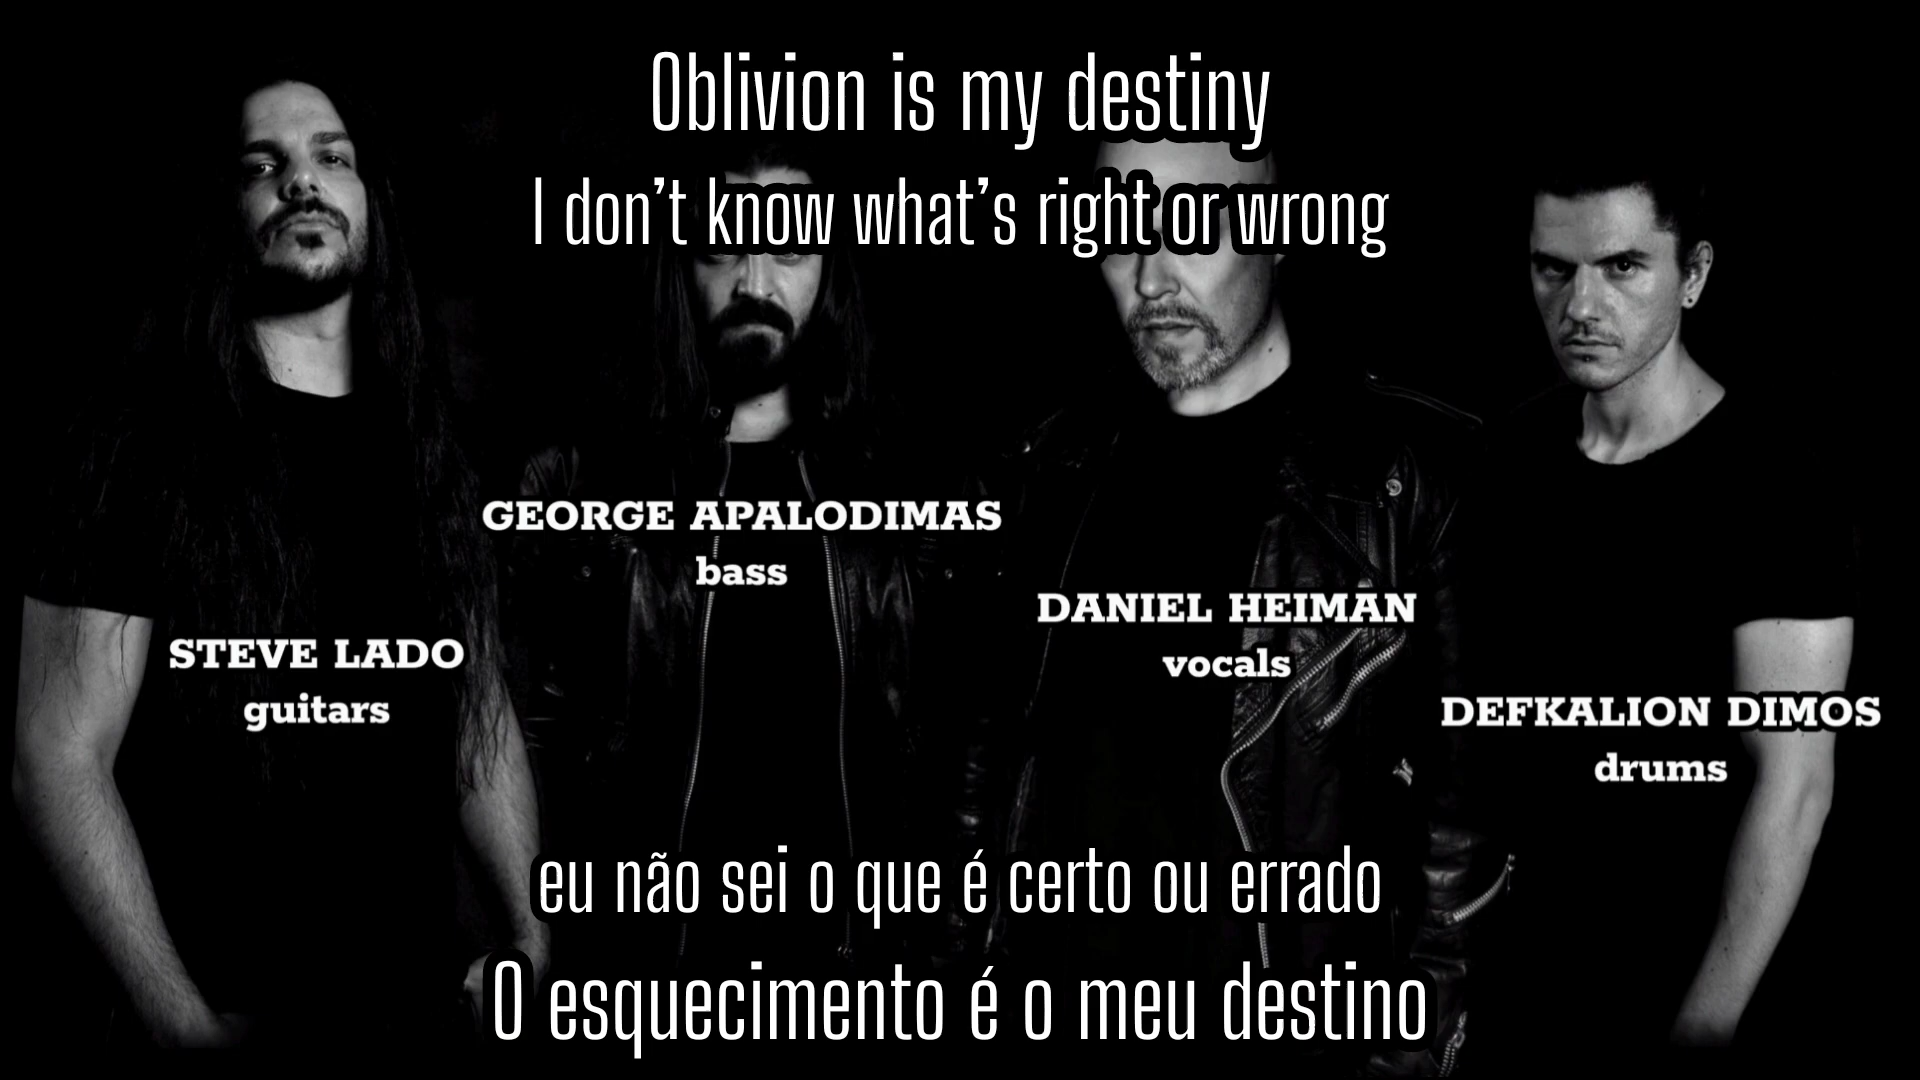 Oblivion is my destiny
I don't know what's right or wrong
GEORGE APALODIMAS
bass
DANIEL HEIMAN
vocals
STEVE LADO
guitars
DEFKALION DIMOS
drums
eu não sei o que é certo ou errado
O esquecimento é o meu destino